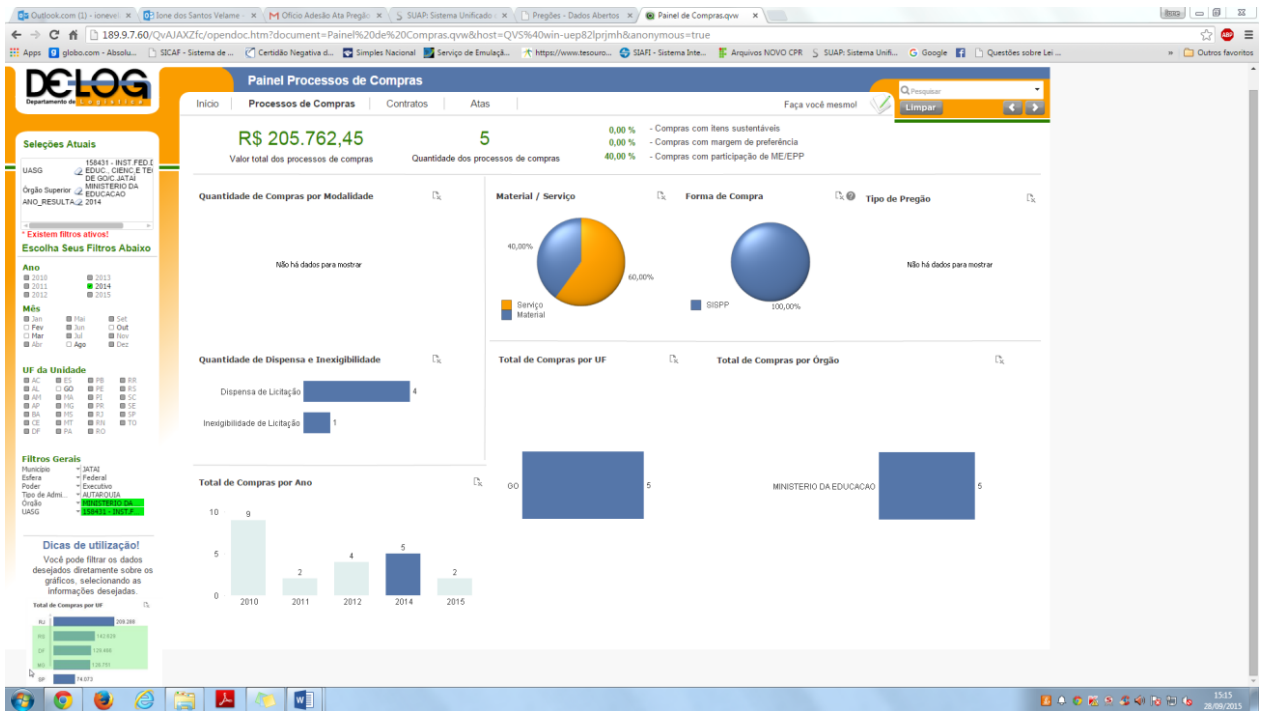 Outlook.com (1) - ionevel
Ione dos Santos Velame -
Ofício Adesão Ata Pregão
SUAP: Sistema Unificado
Pregões - Dados Abertos
Painel de Compras.qvw
189.9.7.60/QvAJAXZfc/opendoc.htm?document=Painel%20de%20Compras.qvw&host=QVS%40win-uep82lprjmh&anonymous=true
Apps
globo.com - Absolu...
SICAF - Sistema de ...
Certidão Negativa d...
Simples Nacional
Serviço de Emulaçã...
https://www.tesouro...
SIAFI - Sistema Inte...
Arquivos NOVO CPR
SUAP: Sistema Unifi...
Google
Questões sobre Lei ...
»
Outros favoritos
DELOG
Departamento de Logística
Painel Processos de Compras
Início
Processos de Compras
Contratos
Atas
Faça você mesmo!
Pesquisar
Limpar
R$ 205.762,45
Valor total dos processos de compras
5
Quantidade dos processos de compras
0,00 % - Compras com itens sustentáveis
0,00 % - Compras com margem de preferência
40,00 % - Compras com participação de ME/EPP
Seleções Atuais
UASG
158431 - INST.FED.D
EDUC., CIENC.E TE
DE GO/C.JATAÍ
Órgão Superior
MINISTERIO DA
EDUCACAO
ANO_RESULTA
2014
* Existem filtros ativos!
Escolha Seus Filtros Abaixo
Ano
2010 2013
2011 2014
2012 2015
Mês
Jan Mai Set
Fev Jun Out
Mar Jul Nov
Abr Ago Dez
UF da Unidade
AC ES PB RR
AL GO PE RS
AM MA PI SC
AP MG PR SE
BA MS RJ SP
CE MT RN TO
DF PA RO
Filtros Gerais
Município JATAI
Esfera Federal
Poder Executivo
Tipo de Admi... AUTARQUIA
Órgão MINISTERIO DA ...
UASG 158431 - INST.F...
Dicas de utilização!
Você pode filtrar os dados
desejados diretamente sobre os
gráficos, selecionando as
informações desejadas.
Total de Compras por UF
RJ
DF
MG
SP 74.073
Quantidade de Compras por Modalidade
Não há dados para mostrar
Material / Serviço
40,00%
60,00%
Serviço
Material
Forma de Compra
SISPP
100,00%
Tipo de Pregão
Não há dados para mostrar
Quantidade de Dispensa e Inexigibilidade
Dispensa de Licitação 4
Inexigibilidade de Licitação 1
Total de Compras por UF
GO 5
Total de Compras por Órgão
MINISTERIO DA EDUCACAO 5
Total de Compras por Ano
10
5
0
9
2
4
5
2
2010 2011 2012 2014 2015
15:15
28/09/2015